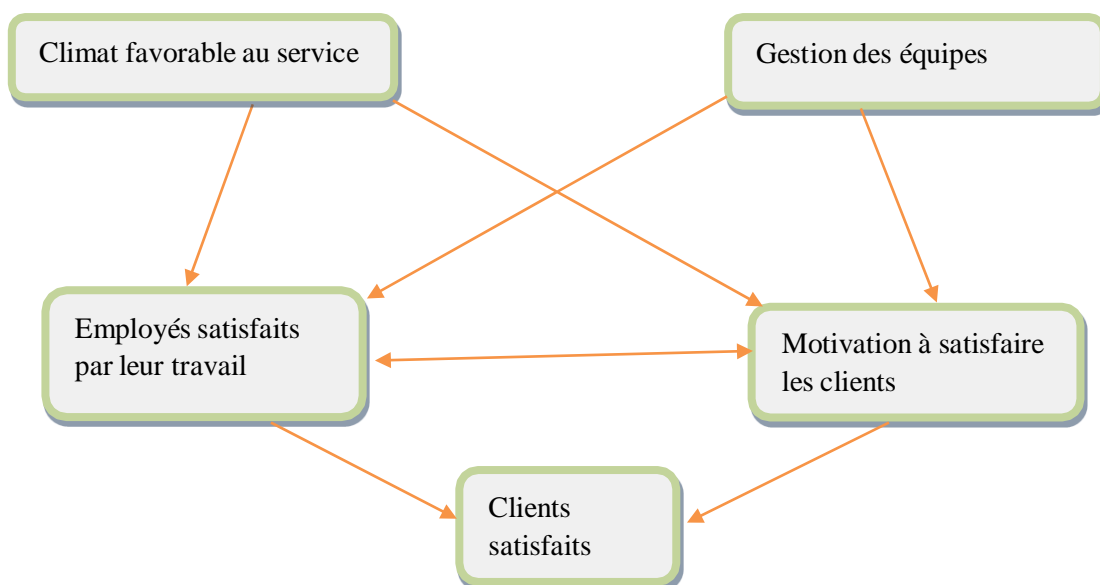 Climat favorable au service
Gestion des équipes
Employés satisfaits
par leur travail
Motivation à satisfaire
les clients
Clients
satisfaits